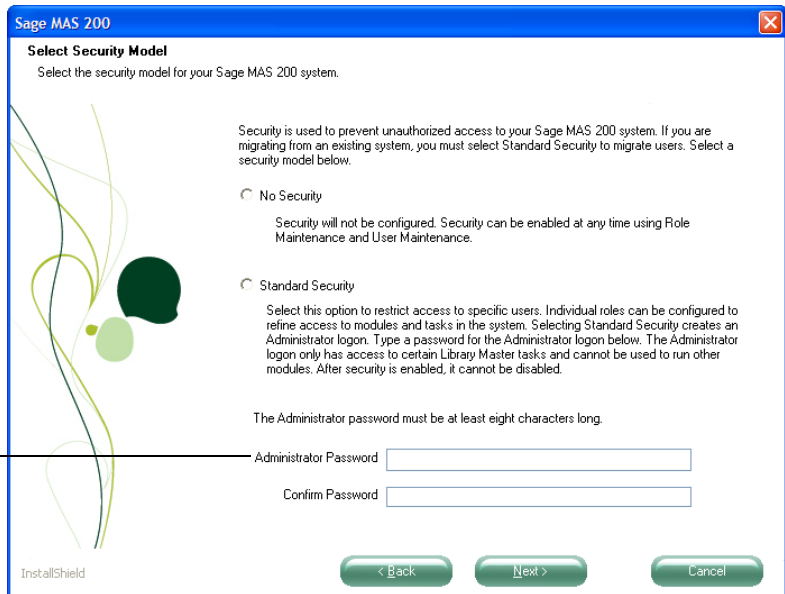 Sage MAS 200
Select Security Model
Select the security model for your Sage MAS 200 system.
Security is used to prevent unauthorized access to your Sage MAS 200 system. If you are
migrating from an existing system, you must select Standard Security to migrate users. Select a
security model below.
No Security
Security will not be configured. Security can be enabled at any time using Role
Maintenance and User Maintenance.
Standard Security
Select this option to restrict access to specific users. Individual roles can be configured to
refine access to modules and tasks in the system. Selecting Standard Security creates an
Administrator logon. Type a password for the Administrator logon below. The Administrator
logon only has access to certain Library Master tasks and cannot be used to run other
modules. After security is enabled, it cannot be disabled.
The Administrator password must be at least eight characters long.
Administrator Password
Confirm Password
InstallShield
< Back
Next >
Cancel